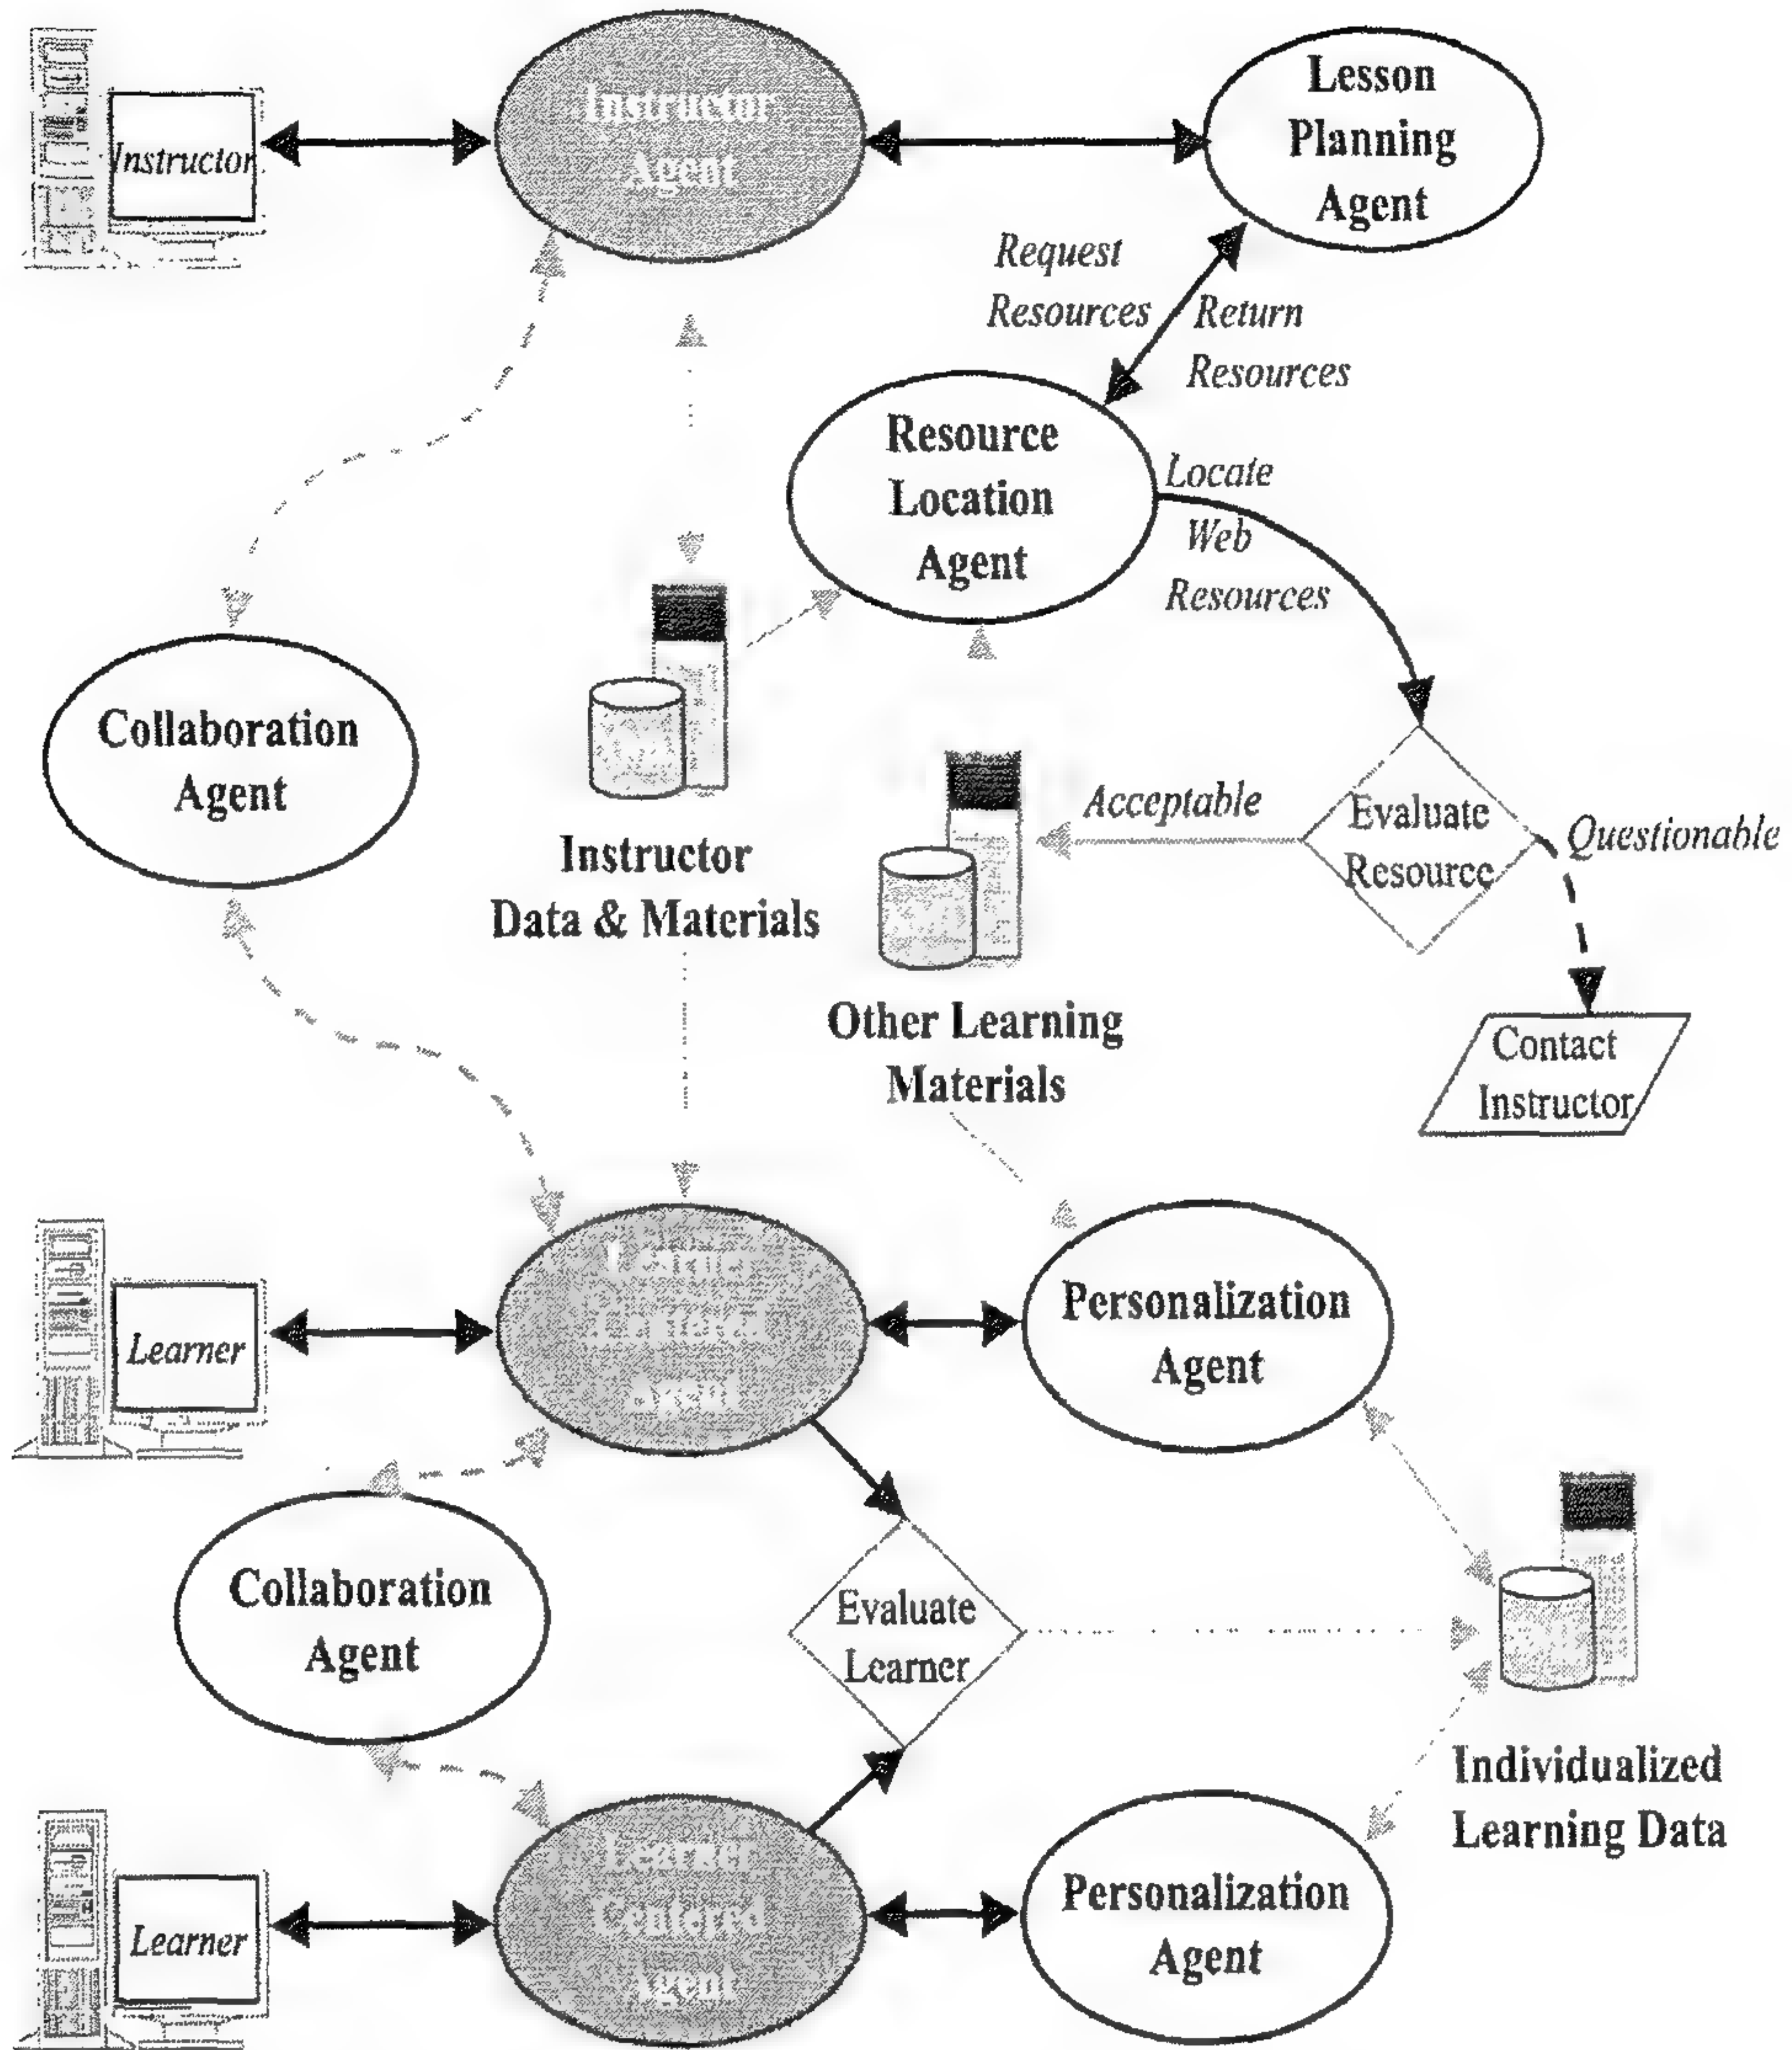 Instructor
Instructor
Agent
Lesson
Planning
Agent
Request
Resources
Return
Resources
Resource
Location
Agent
Locate
Web
Resources
Collaboration
Agent
Instructor
Data & Materials
Acceptable
Evaluate
Resource
Questionable
Other Learning
Materials
Contact
Instructor
Learner
Learner
Agent
Personalization
Agent
Collaboration
Agent
Evaluate
Learner
Individualized
Learning Data
Learner
Learner
Centered
Agent
Personalization
Agent